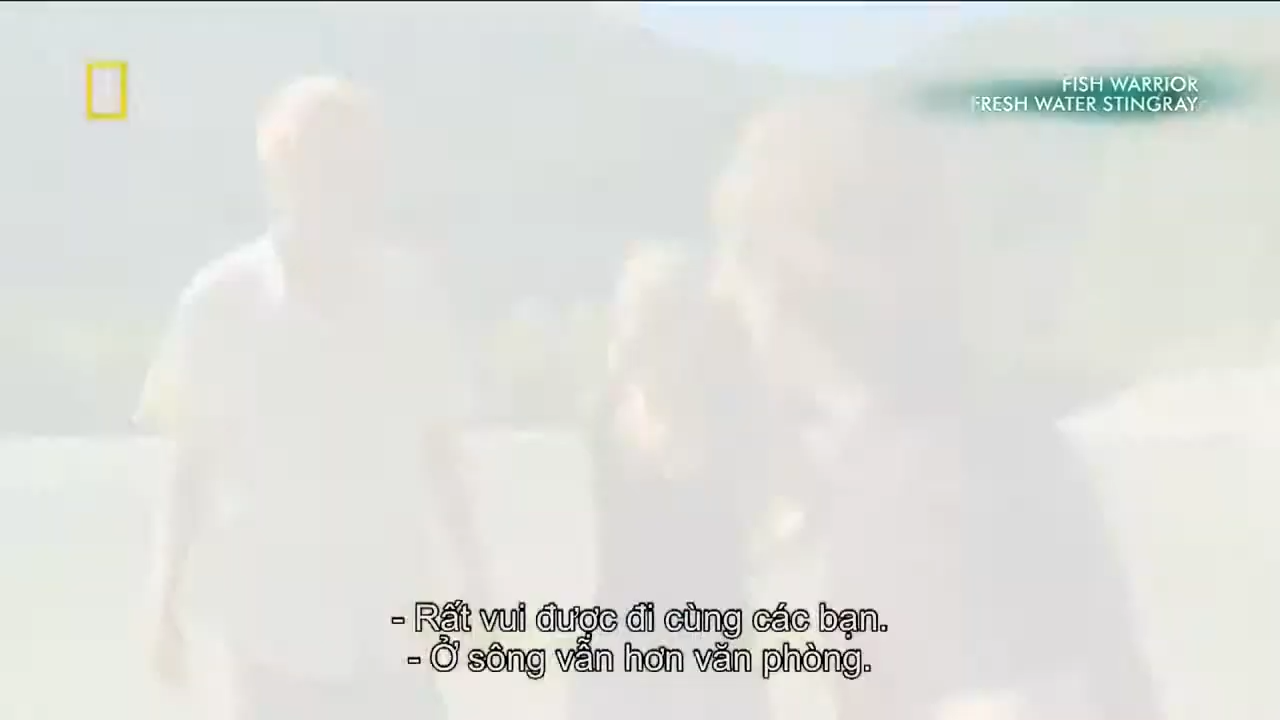 FISH WARRIOR
FRESH WATER STINGRAY
- Rất vui được đi cùng các bạn.
- Ở sông vẫn hơn văn phòng.